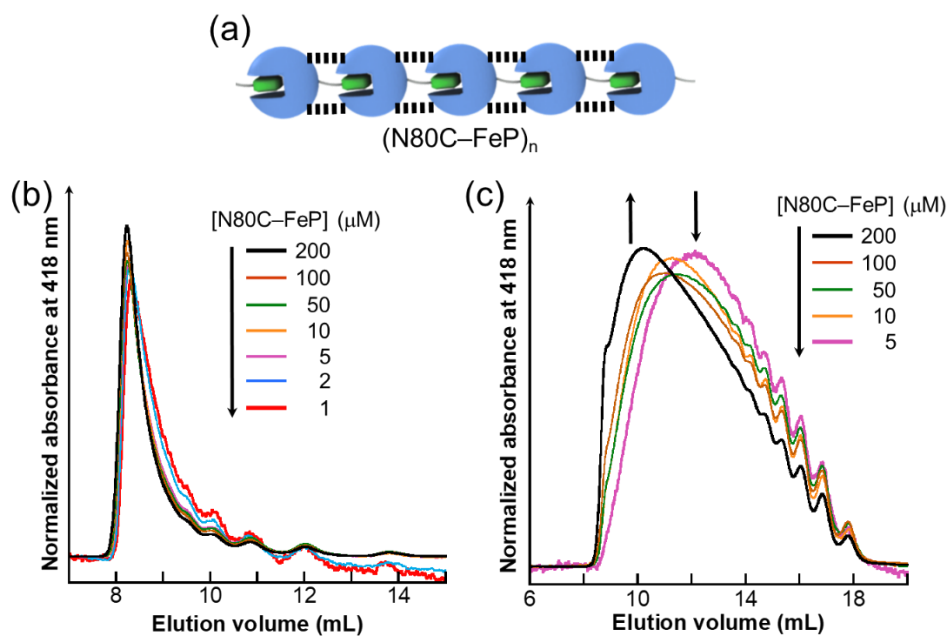 (a)
(N80C–FeP)n
(b)
Normalized absorbance at 418 nm
[N80C–FeP] (μM)
200
100
50
10
5
2
1
8 10 12 14
Elution volume (mL)
(c)
Normalized absorbance at 418 nm
[N80C–FeP] (μM)
200
100
50
10
5
6 10 14 18
Elution volume (mL)